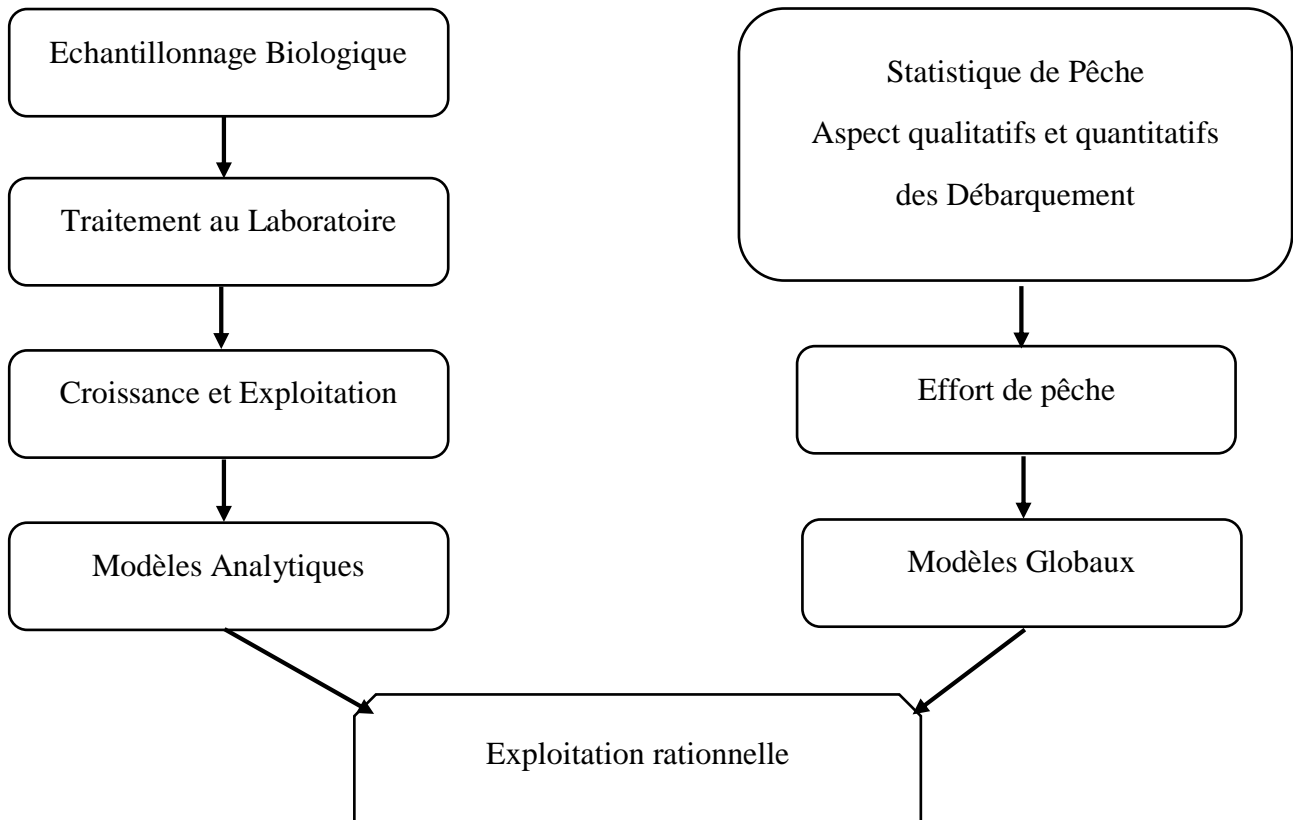 Echantillonnage Biologique
Traitement au Laboratoire
Croissance et Exploitation
Modèles Analytiques
Statistique de Pêche
Aspect qualitatifs et quantitatifs
des Débarquement
Effort de pêche
Modèles Globaux
Exploitation rationnelle